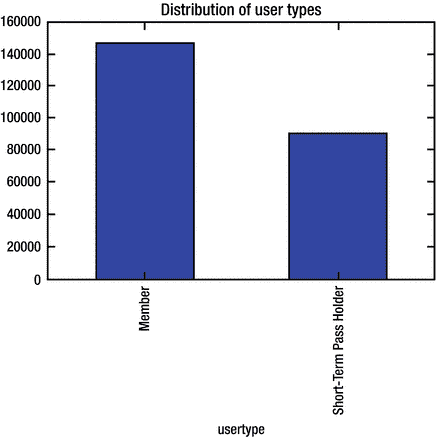 Distribution of user types
160000
140000
120000
100000
80000
60000
40000
20000
0
Member
Short-Term Pass Holder
usertype